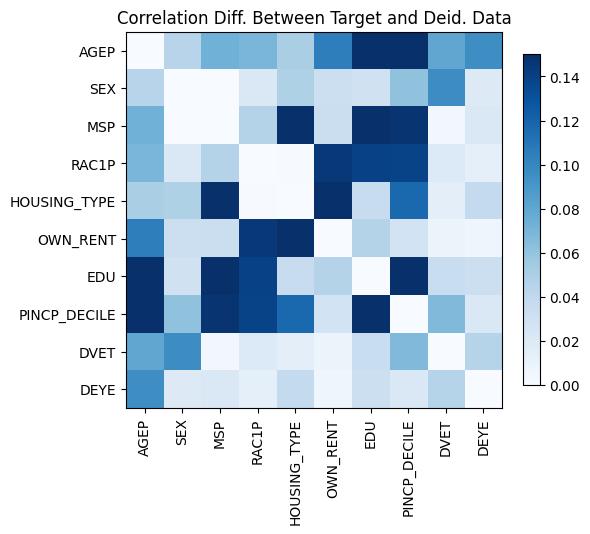 Correlation Diff. Between Target and Deid. Data
AGEP
SEX
MSP
RAC1P
HOUSING_TYPE
OWN_RENT
EDU
PINCP_DECILE
DVET
DEYE
AGEP
SEX
MSP
RAC1P
HOUSING_TYPE
OWN_RENT
EDU
PINCP_DECILE
DVET
DEYE
0.14
0.12
0.10
0.08
0.06
0.04
0.02
0.00